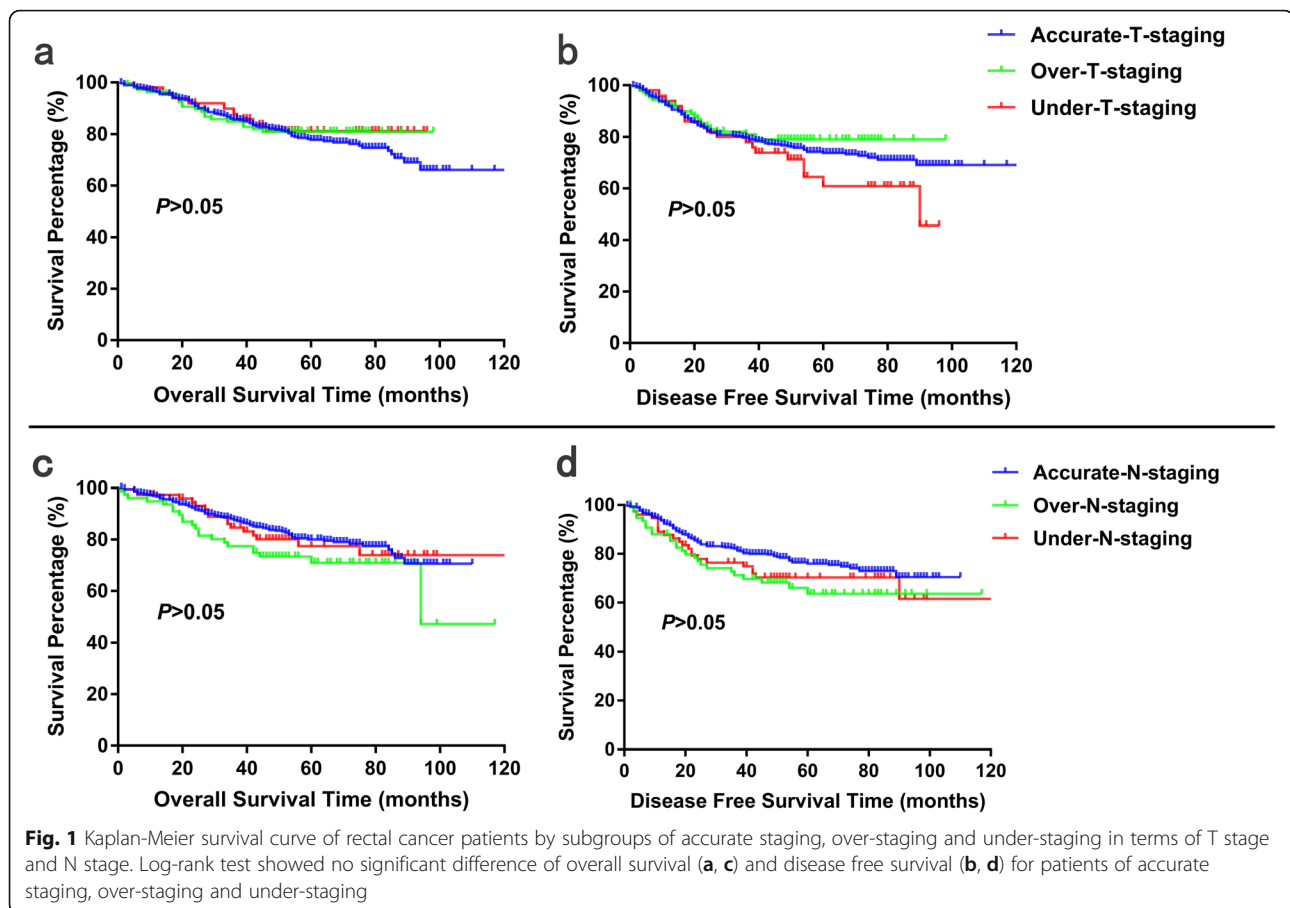 a
Survival Percentage (%)
100
80
60
40
20
0
P>0.05
0 20 40 60 80 100 120
Overall Survival Time (months)
b
Survival Percentage (%)
100
80
60
40
20
0
P>0.05
0 20 40 60 80 100 120
Disease Free Survival Time (months)
Accurate-T-staging
Over-T-staging
Under-T-staging
c
Survival Percentage (%)
100
80
60
40
20
0
P>0.05
0 20 40 60 80 100 120
Overall Survival Time (months)
d
Survival Percentage (%)
100
80
60
40
20
0
P>0.05
0 20 40 60 80 100 120
Disease Free Survival Time (months)
Accurate-N-staging
Over-N-staging
Under-N-staging
Fig. 1 Kaplan-Meier survival curve of rectal cancer patients by subgroups of accurate staging, over-staging and under-staging in terms of T stage
and N stage. Log-rank test showed no significant difference of overall survival (a, c) and disease free survival (b, d) for patients of accurate
staging, over-staging and under-staging